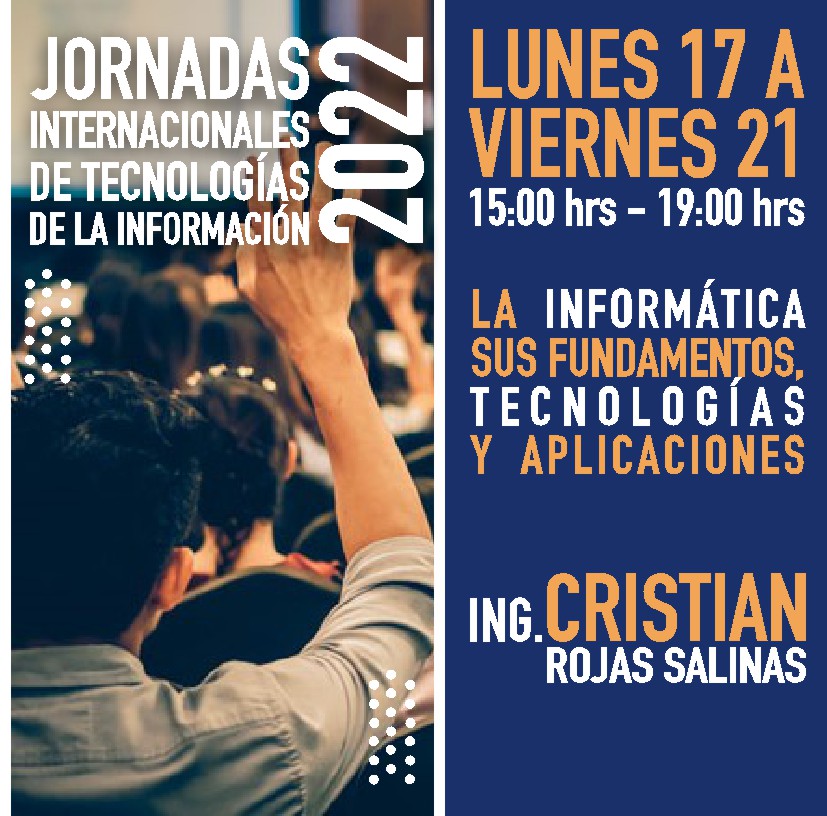 JORNADAS
INTERNACIONALES
DE TECNOLOGÍAS
DE LA INFORMACIÓN
2022
LUNES 17 A
VIERNES 21
15:00 hrs – 19:00 hrs
LA INFORMÁTICA
SUS FUNDAMENTOS,
TECNOLOGÍAS
Y APLICACIONES
ING. CRISTIAN
ROJAS SALINAS